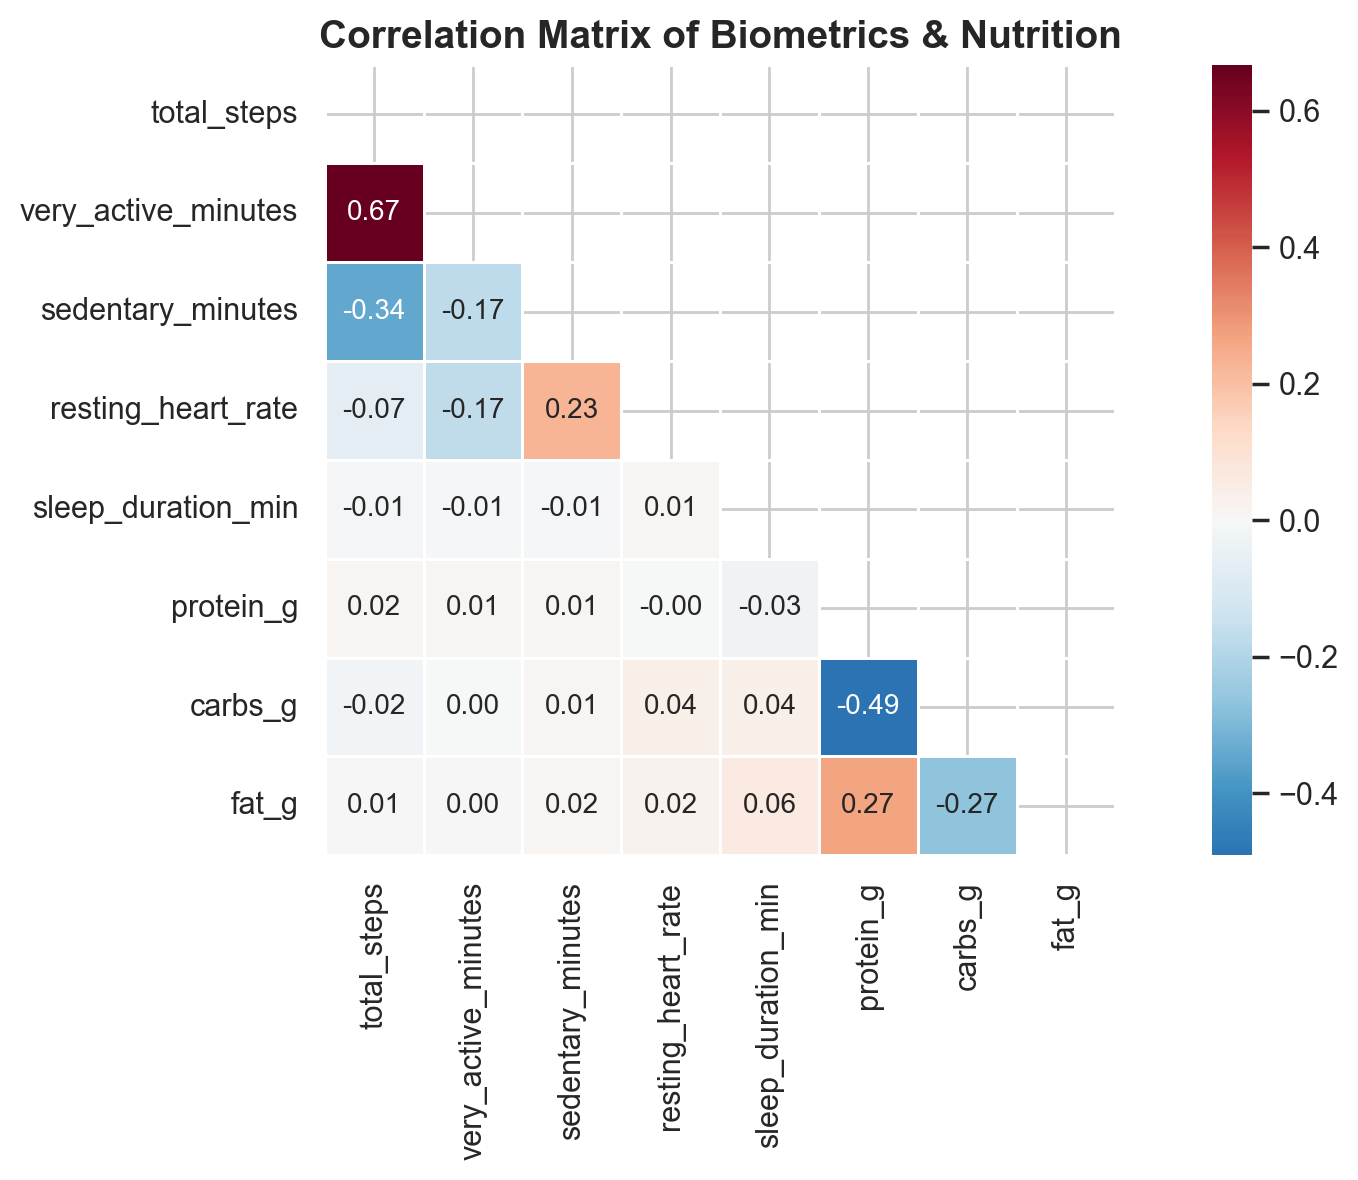 Correlation Matrix of Biometrics & Nutrition
total_steps
very_active_minutes
0.67
sedentary_minutes
-0.34 -0.17
resting_heart_rate
-0.07 -0.17 0.23
sleep_duration_min
-0.01 -0.01 -0.01 0.01
protein_g
0.02 0.01 0.01 -0.00 -0.03
carbs_g
-0.02 0.00 0.01 0.04 0.04 -0.49
fat_g
0.01 0.00 0.02 0.02 0.06 0.27 -0.27
total_steps
very_active_minutes
sedentary_minutes
resting_heart_rate
sleep_duration_min
protein_g
carbs_g
fat_g
0.6
0.4
0.2
0.0
−0.2
−0.4